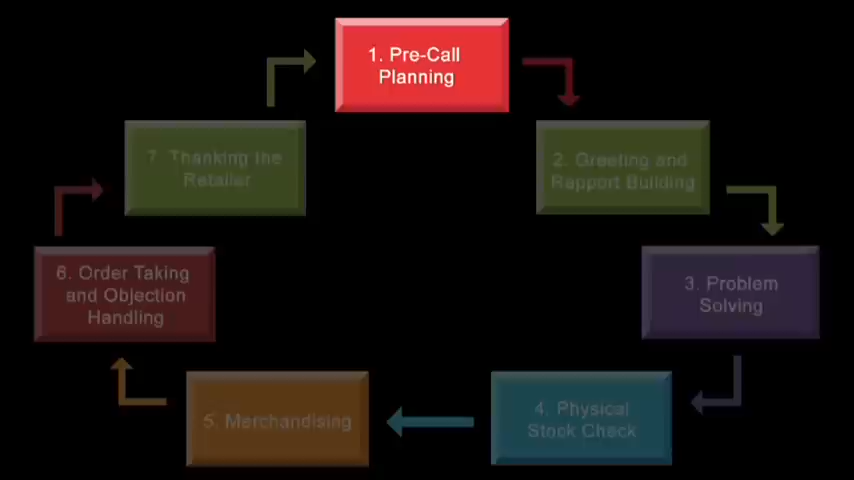 1. Pre-Call
Planning
2. Greeting and
Rapport Building
3. Problem
Solving
4. Physical
Stock Check
5. Merchandising
6. Order Taking
and Objection
Handling
7. Thanking the
Retailer